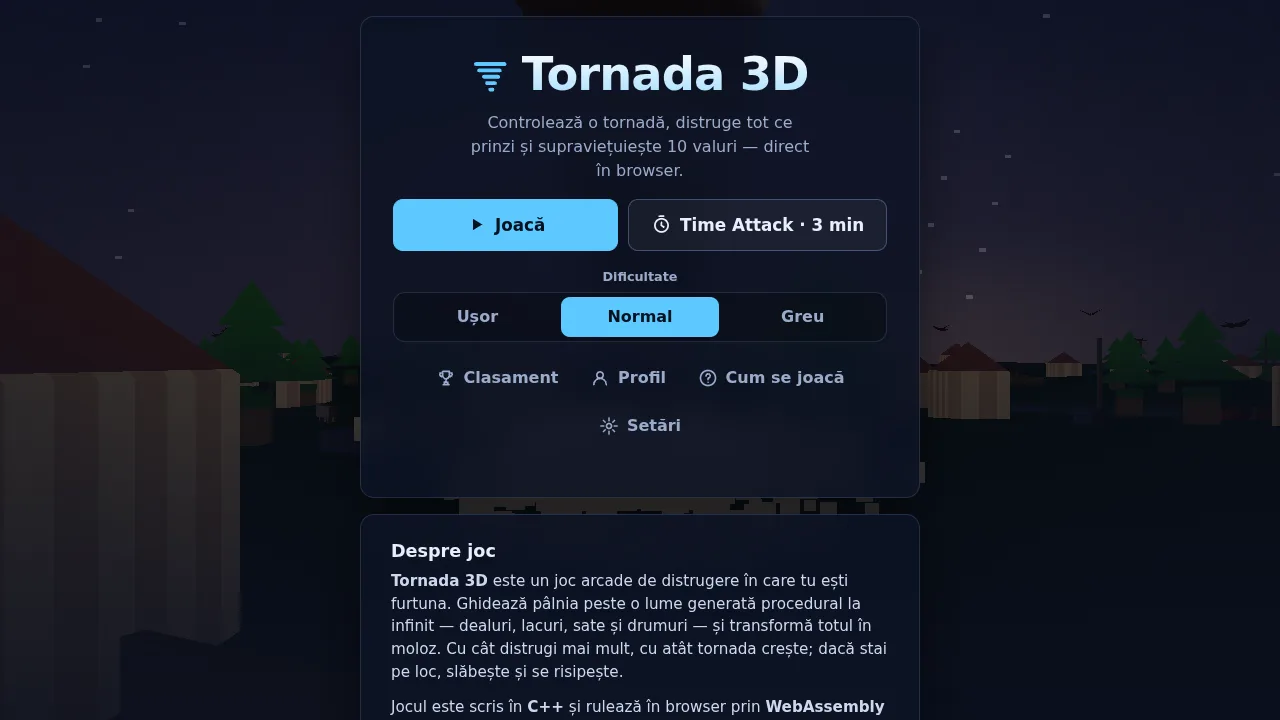 Tornada 3D
Controlează o tornadă, distruge tot ce
prinzi și supraviețuiește 10 valuri — direct
în browser.
Joacă
Time Attack · 3 min
Dificultate
Ușor
Normal
Greu
Clasament
Profil
Cum se joacă
Setări
Despre joc
Tornada 3D este un joc arcade de distrugere în care tu ești
furtuna. Ghidează pâlnia peste o lume generată procedural la
infinit — dealuri, lacuri, sate și drumuri — și transformă totul în
moloz. Cu cât distrugi mai mult, cu atât tornada crește; dacă stai
pe loc, slăbește și se risipește.
Jocul este scris în C++ și rulează în browser prin WebAssembly